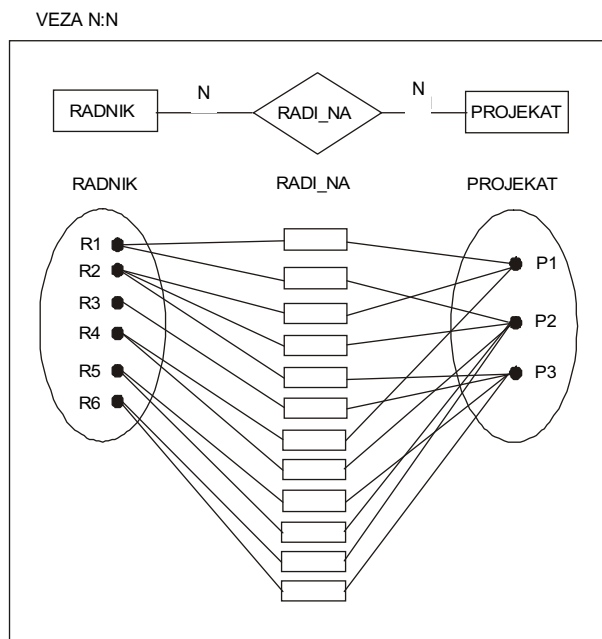 VEZA N:N
N N
RADNIK RADI_NA PROJEKAT
RADNIK RADI_NA PROJEKAT
R1
P1
R2
R3
P2
R4
R5 P3
R6